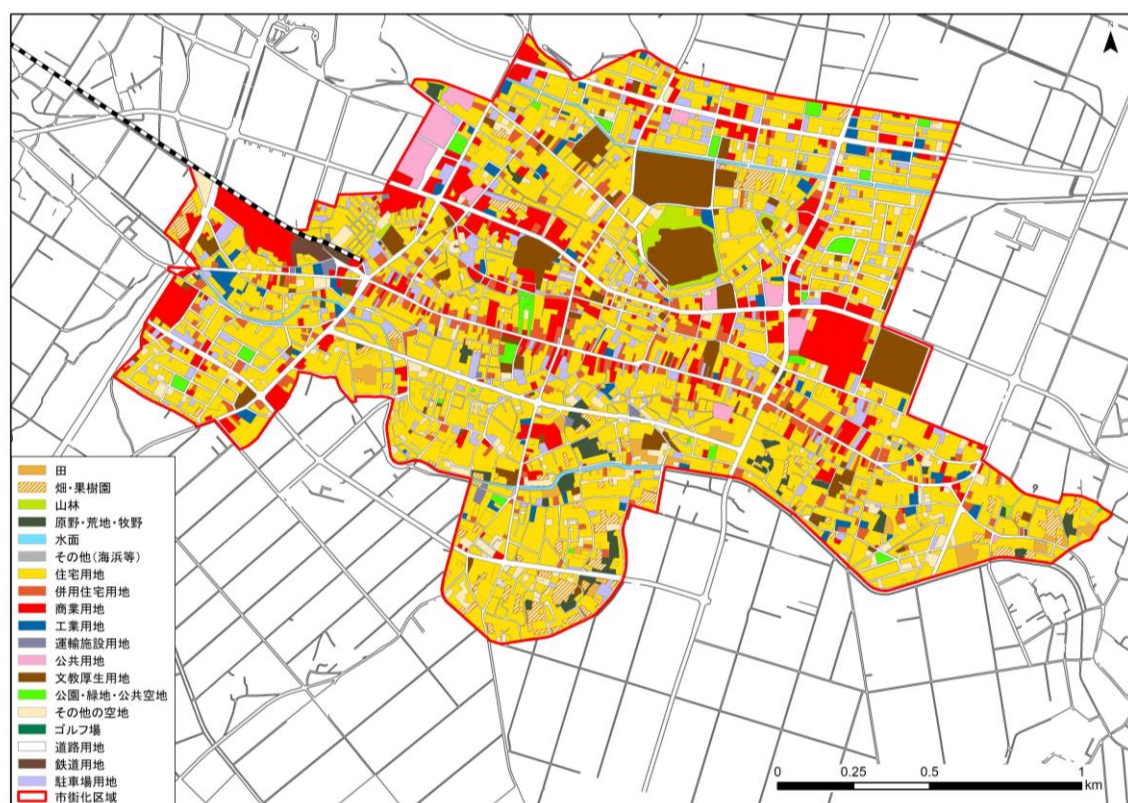 N
田
畑・果樹園
山林
原野・荒地・牧野
水面
その他(海浜等)
住宅用地
併用住宅用地
商業用地
工業用地
運輸施設用地
公共用地
文教厚生用地
公園・緑地・公共空地
その他の空地
ゴルフ場
道路用地
鉄道用地
駐車場用地
市街化区域
0 0.25 0.5 1
km